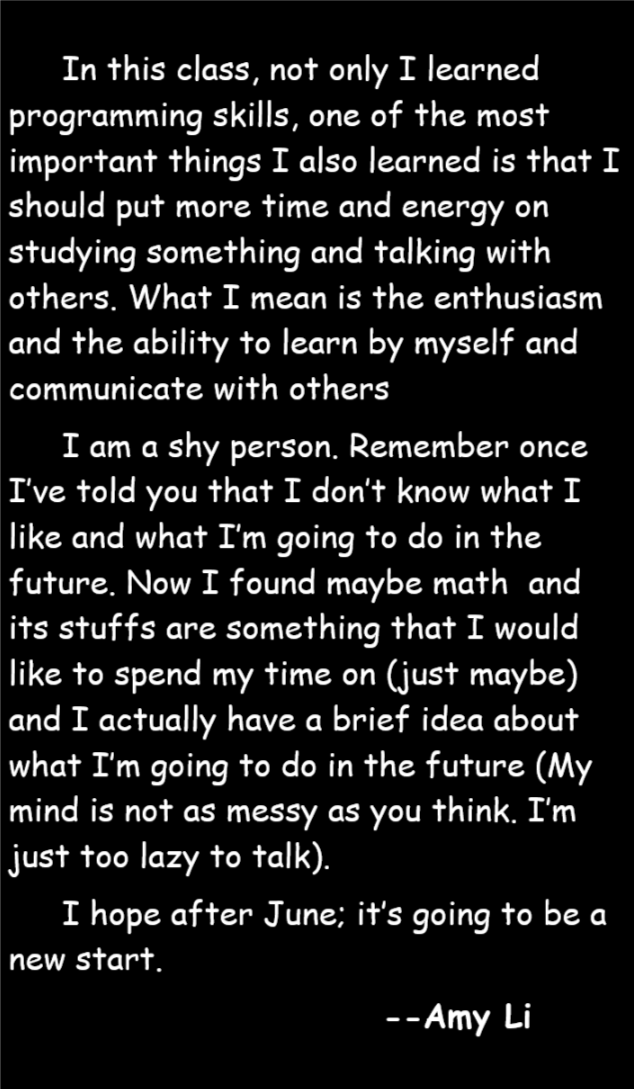 In this class, not only I learned
programming skills, one of the most
important things I also learned is that I
should put more time and energy on
studying something and talking with
others. What I mean is the enthusiasm
and the ability to learn by myself and
communicate with others
I am a shy person. Remember once
I've told you that I don't know what I
like and what I'm going to do in the
future. Now I found maybe math  and
its stuffs are something that I would
like to spend my time on (just maybe)
and I actually have a brief idea about
what I'm going to do in the future (My
mind is not as messy as you think. I'm
just too lazy to talk).
I hope after June; it's going to be a
new start.
--Amy Li